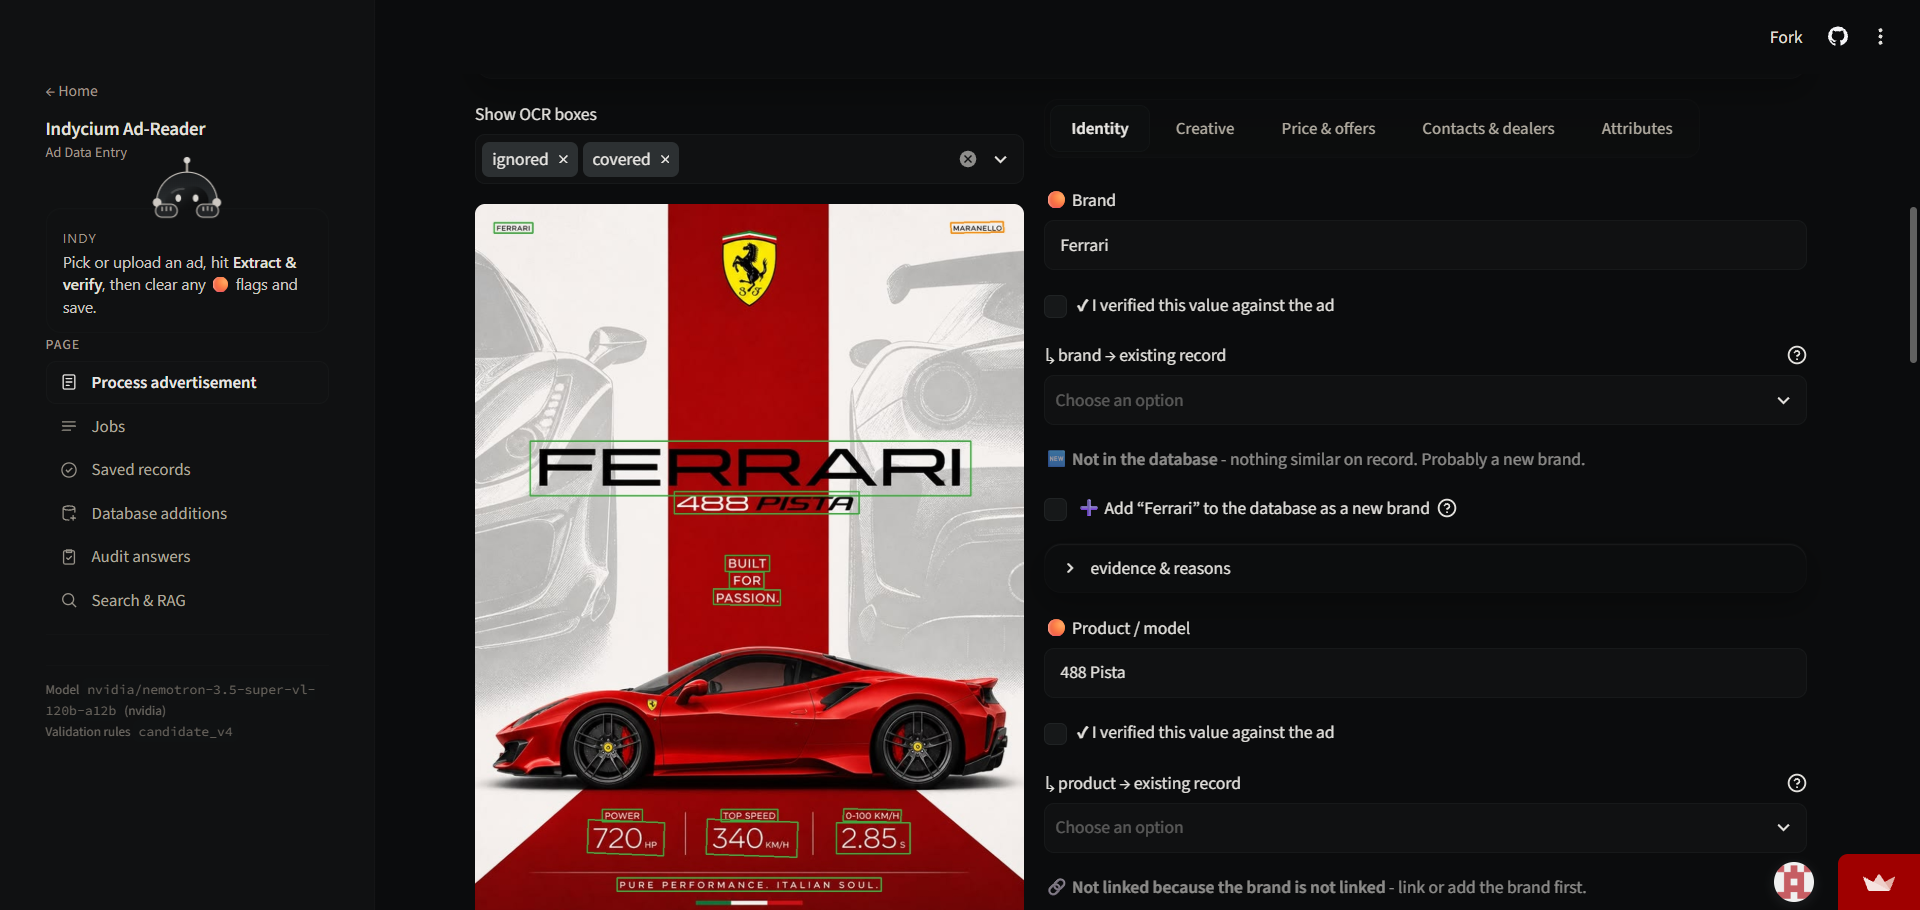 Fork
← Home
Indycium Ad-Reader
Ad Data Entry
INDY
Pick or upload an ad, hit Extract &
verify, then clear any flags and
save.
PAGE
Process advertisement
Jobs
Saved records
Database additions
Audit answers
Search & RAG
Model nvidia/nemotron-3.5-super-vl-
120b-a12b (nvidia)
Validation rules candidate_v4
Show OCR boxes
ignored × covered ×
FERRARI
MARANELLO
SF
FERRARI
488 PISTA
BUILT
FOR
PASSION.
POWER
720 HP
TOP SPEED
340 KM/H
0-100 KM/H
2.85 S
PURE PERFORMANCE. ITALIAN SOUL.
Identity Creative Price & offers Contacts & dealers Attributes
Brand
Ferrari
✓ I verified this value against the ad
↳ brand → existing record
Choose an option
NEW Not in the database - nothing similar on record. Probably a new brand.
Add “Ferrari” to the database as a new brand
evidence & reasons
Product / model
488 Pista
✓ I verified this value against the ad
↳ product → existing record
Choose an option
Not linked because the brand is not linked - link or add the brand first.